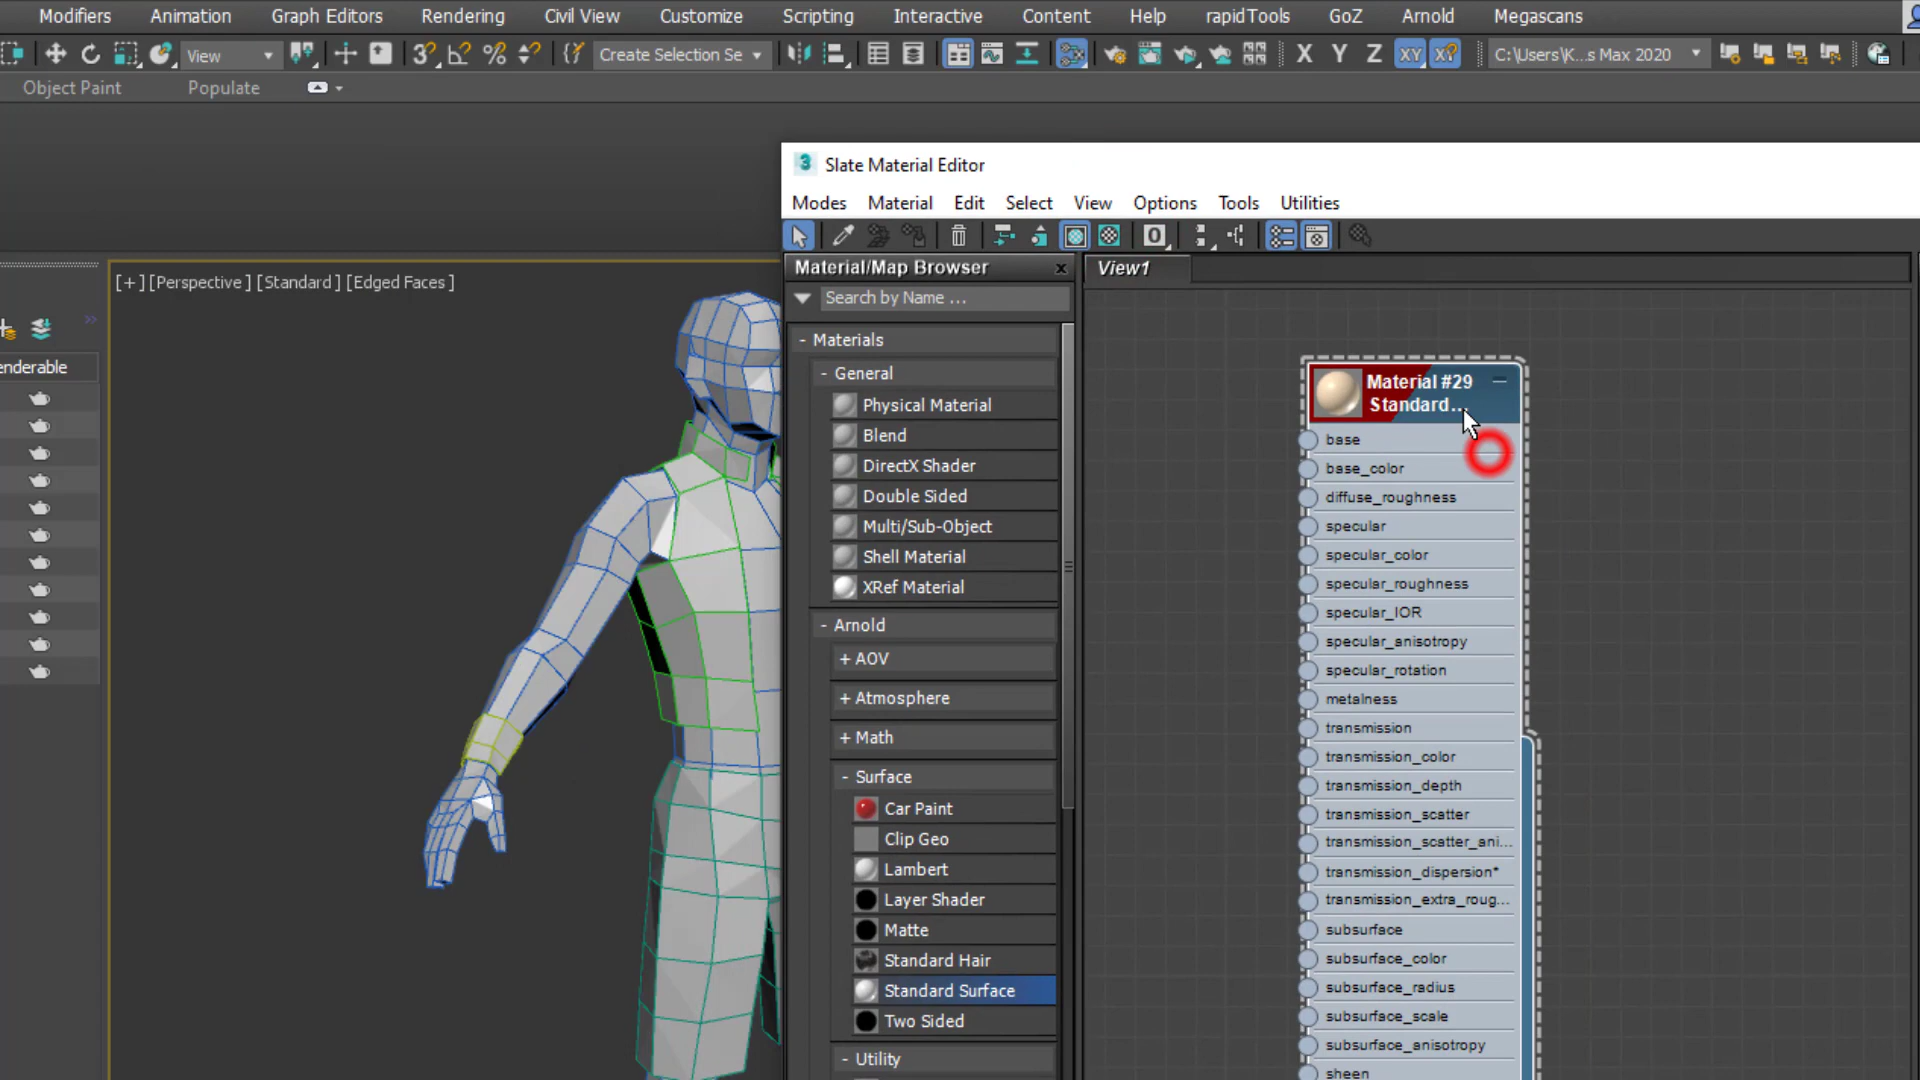 Modifiers Animation Graph Editors Rendering Civil View Customize Scripting Interactive Content Help rapidTools GoZ Arnold Megascans
View Create Selection Se X Y Z XY C:\Users\K...s Max 2020
Object Paint Populate
Slate Material Editor
Modes Material Edit Select View Options Tools Utilities
Material/Map Browser x View1
[+] [Perspective] [Standard] [Edged Faces]
Search by Name ...
enderable
- Materials
- General
Physical Material
Blend
DirectX Shader
Double Sided
Multi/Sub-Object
Shell Material
XRef Material
- Arnold
+ AOV
+ Atmosphere
+ Math
- Surface
Car Paint
Clip Geo
Lambert
Layer Shader
Matte
Standard Hair
Standard Surface
Two Sided
- Utility
Material #29
Standard...
base
base_color
diffuse_roughness
specular
specular_color
specular_roughness
specular_IOR
specular_anisotropy
specular_rotation
metalness
transmission
transmission_color
transmission_depth
transmission_scatter
transmission_scatter_ani...
transmission_dispersion*
transmission_extra_roug...
subsurface
subsurface_color
subsurface_radius
subsurface_scale
subsurface_anisotropy
sheen